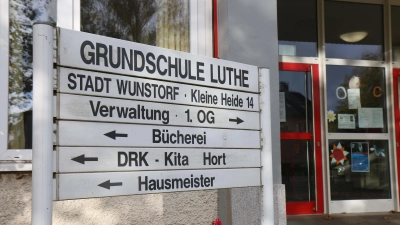 GRUNDSCHULE LUTHE
STADT WUNSTORF · Kleine Heide 14
Verwaltung · 1. OG →
← Bücherei
← DRK - Kita Hort
← Hausmeister